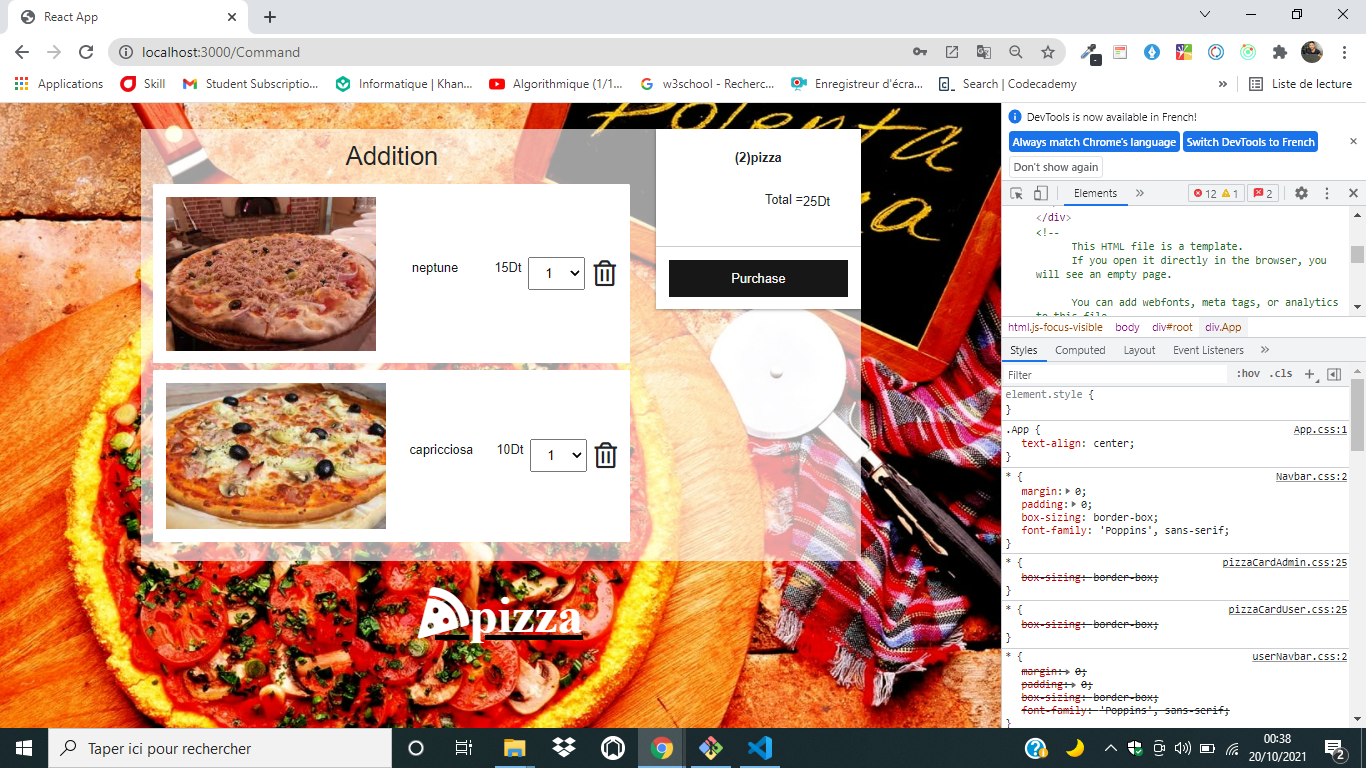 React App
localhost:3000/Command
Applications
Skill
Student Subscriptio...
Informatique | Khan...
Algorithmique (1/1...
w3school - Recherc...
Enregistreur d'écra...
Search | Codecademy
»
Liste de lecture
Polenta
Addition
neptune
15Dt
1
capricciosa
10Dt
1
(2)pizza
Total =25Dt
Purchase
pizza
DevTools is now available in French!
Always match Chrome's language
Switch DevTools to French
Don't show again
Elements
»
12
1
2
</div>
<!--
This HTML file is a template.
If you open it directly in the browser, you
will see an empty page.
You can add webfonts, meta tags, or analytics
to this file.
html.js-focus-visible
body
div#root
div.App
Styles
Computed
Layout
Event Listeners
»
Filter
:hov
.cls
element.style {
}
.App {
App.css:1
text-align: center;
}
* {
Navbar.css:2
margin: 0;
padding: 0;
box-sizing: border-box;
font-family: 'Poppins', sans-serif;
}
* {
pizzaCardAdmin.css:25
box-sizing: border-box;
}
* {
pizzaCardUser.css:25
box-sizing: border-box;
}
* {
userNavbar.css:2
margin: 0;
padding: 0;
box-sizing: border-box;
font-family: 'Poppins', sans-serif;
}
Taper ici pour rechercher
00:38
20/10/2021
2